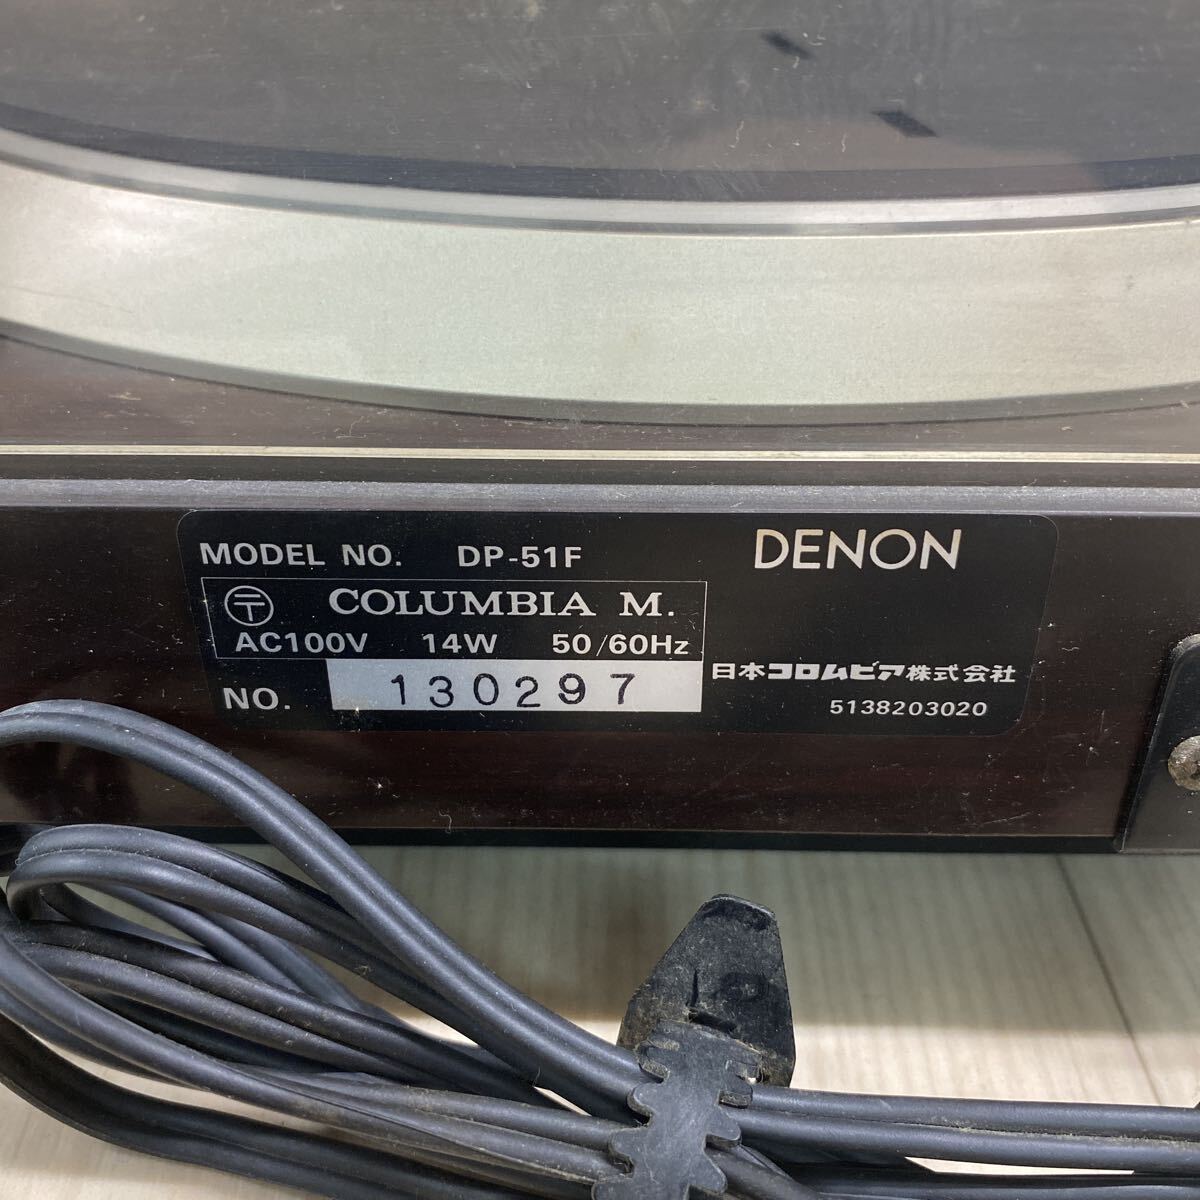 MODEL NO. DP-51F
DENON
〒 COLUMBIA M.
AC100V 14W 50/60Hz
NO. 130297
日本コロムビア株式会社
5138203020